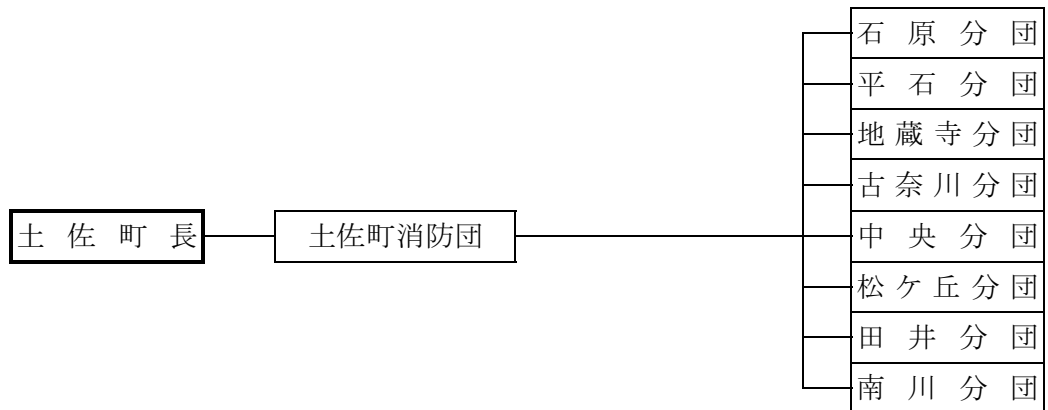 土佐町長
土佐町消防団
石原分団
平石分団
地蔵寺分団
古奈川分団
中央分団
松ケ丘分団
田井分団
南川分団